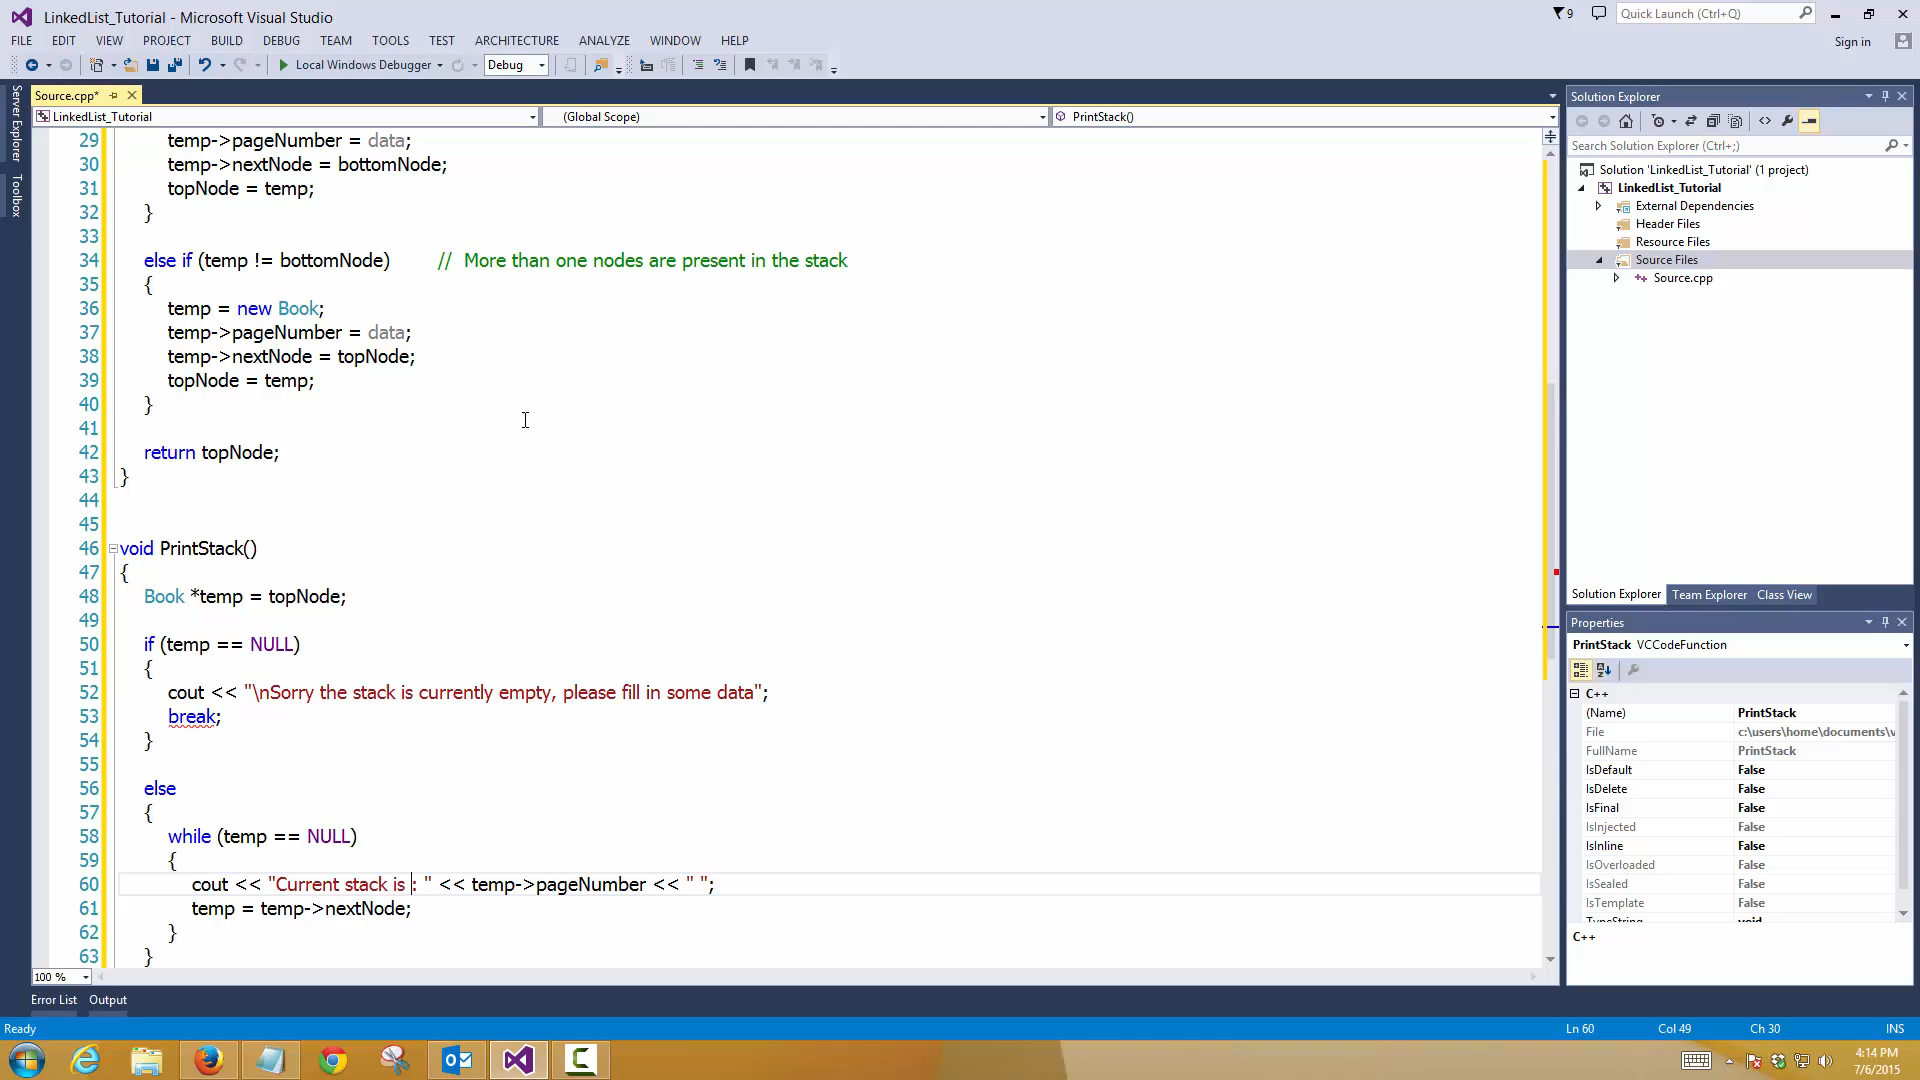 LinkedList_Tutorial - Microsoft Visual Studio
9
Quick Launch (Ctrl+Q)
FILE EDIT VIEW PROJECT BUILD DEBUG TEAM TOOLS TEST ARCHITECTURE ANALYZE WINDOW HELP
Sign in
Local Windows Debugger Debug
Server Explorer
Toolbox
Source.cpp*
LinkedList_Tutorial (Global Scope) PrintStack()
29 temp->pageNumber = data;
30 temp->nextNode = bottomNode;
31 topNode = temp;
32 }
33
34 else if (temp != bottomNode) // More than one nodes are present in the stack
35 {
36 temp = new Book;
37 temp->pageNumber = data;
38 temp->nextNode = topNode;
39 topNode = temp;
40 }
41
42 return topNode;
43 }
44
45
46 void PrintStack()
47 {
48 Book *temp = topNode;
49
50 if (temp == NULL)
51 {
52 cout << "\nSorry the stack is currently empty, please fill in some data";
53 break;
54 }
55
56 else
57 {
58 while (temp == NULL)
59 {
60 cout << "Current stack is : " << temp->pageNumber << " ";
61 temp = temp->nextNode;
62 }
63 }
100 %
Error List Output
Solution Explorer
Search Solution Explorer (Ctrl+;)
Solution 'LinkedList_Tutorial' (1 project)
LinkedList_Tutorial
External Dependencies
Header Files
Resource Files
Source Files
Source.cpp
Solution Explorer Team Explorer Class View
Properties
PrintStack VCCodeFunction
C++
(Name) PrintStack
File c:\users\home\documents\v
FullName PrintStack
IsDefault False
IsDelete False
IsFinal False
IsInjected False
IsInline False
IsOverloaded False
IsSealed False
IsTemplate False
TypeString void
C++
Ready
Ln 60 Col 49 Ch 30 INS
4:14 PM
7/6/2015